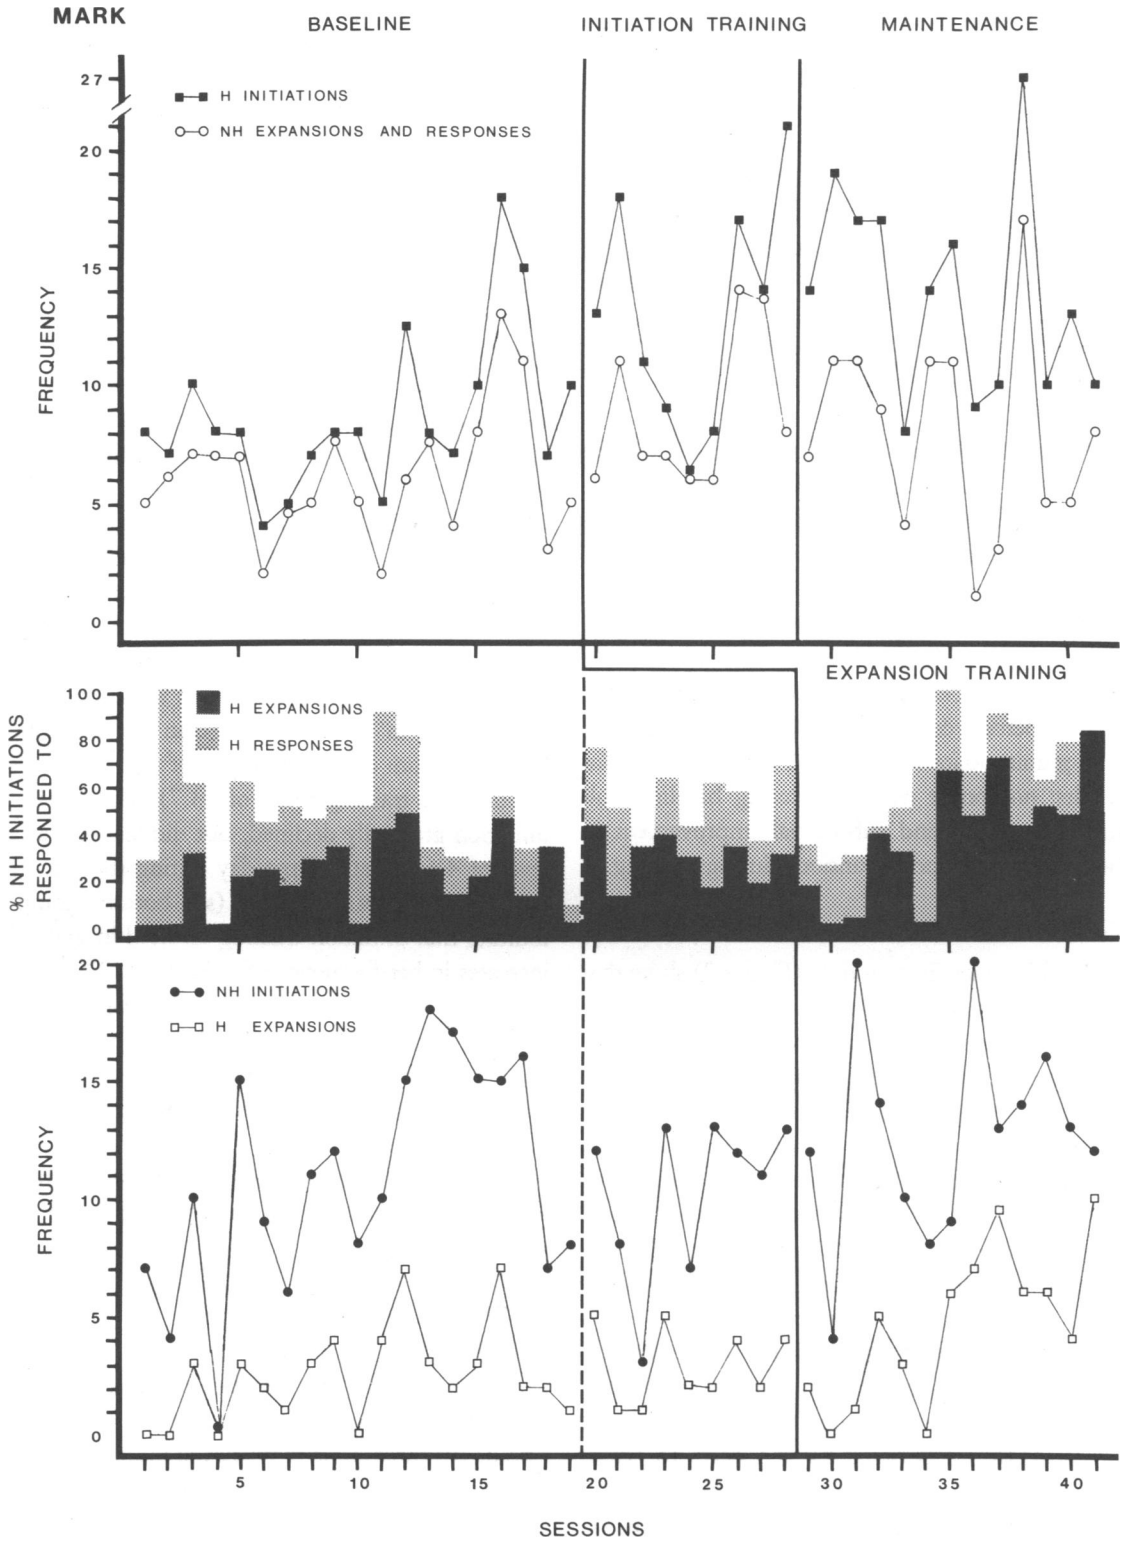 MARK
BASELINE
INITIATION TRAINING
MAINTENANCE
27
20
15
10
5
0
FREQUENCY
H INITIATIONS
NH EXPANSIONS AND RESPONSES
EXPANSION TRAINING
100
80
60
40
20
0
% NH INITIATIONS
RESPONDED TO
H EXPANSIONS
H RESPONSES
20
15
10
5
0
FREQUENCY
NH INITIATIONS
H EXPANSIONS
5 10 15 20 25 30 35 40
SESSIONS